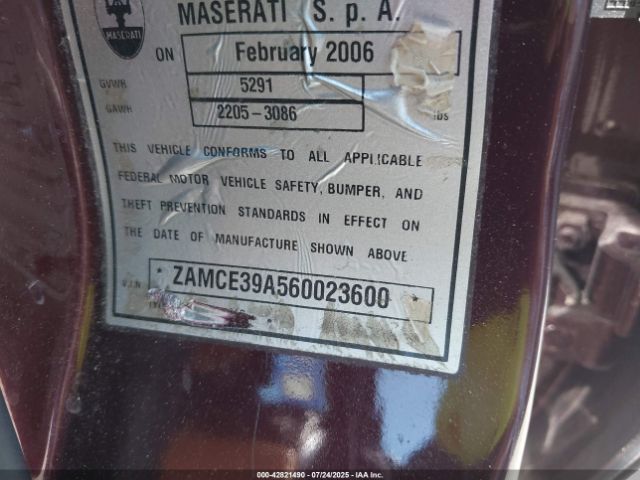 MASERATI
MASERATI S. p. A.
ON February 2006
GVWR 5291
GAWR 2205-3086 lbs
THIS VEHICLE CONFORMS TO ALL APPLICABLE
FEDERAL MOTOR VEHICLE SAFETY, BUMPER, AND
THEFT PREVENTION STANDARDS IN EFFECT ON
THE DATE OF MANUFACTURE SHOWN ABOVE
V.I.N * ZAMCE39A560023600
000-42821490 - 07/24/2025 - IAA Inc.